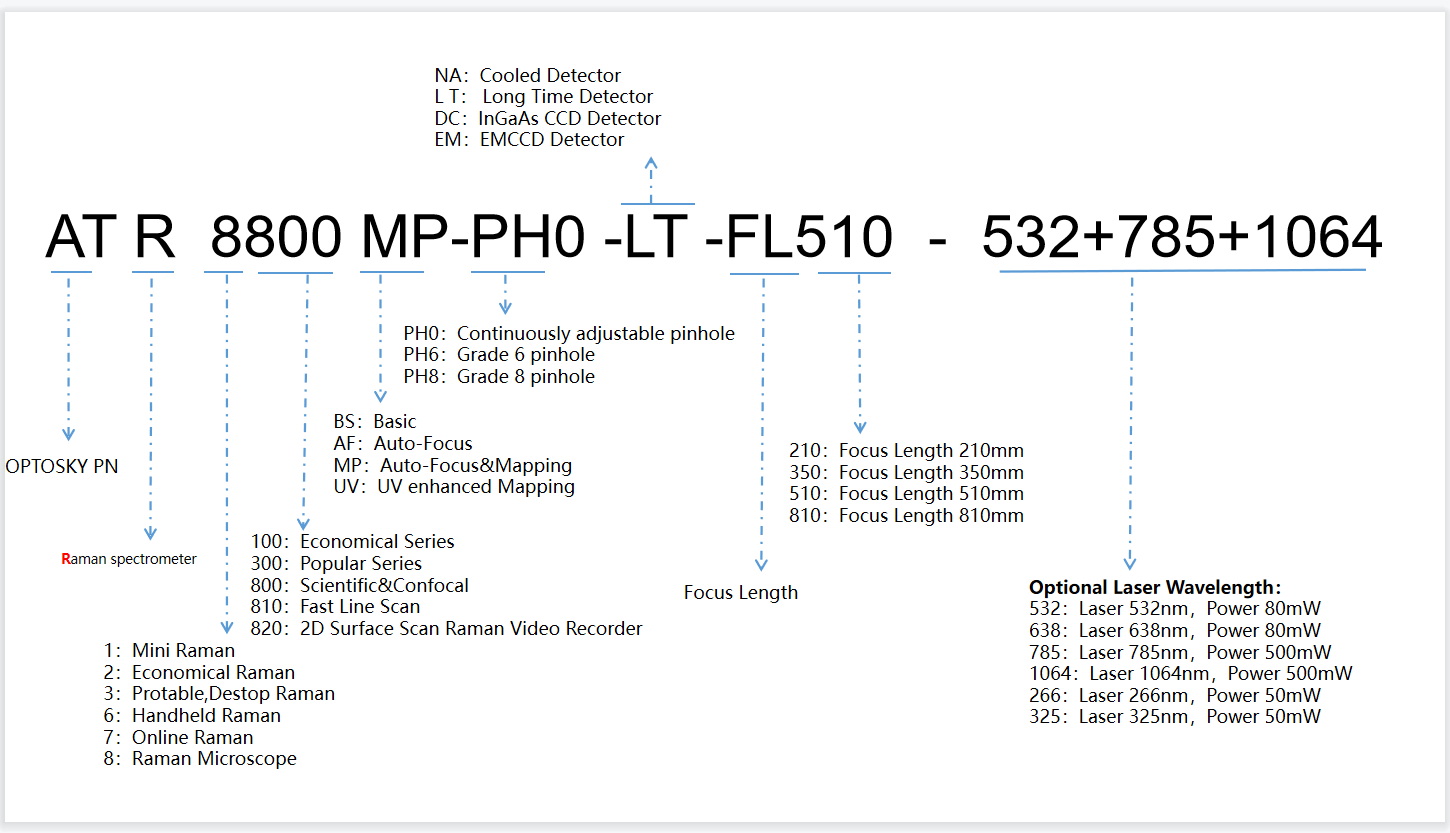 NA：Cooled Detector
L T： Long Time Detector
DC：InGaAs CCD Detector
EM：EMCCD Detector
AT R 8800 MP-PH0 -LT -FL510 - 532+785+1064
PH0：Continuously adjustable pinhole
PH6：Grade 6 pinhole
PH8：Grade 8 pinhole
BS：Basic
AF：Auto-Focus
MP：Auto-Focus&Mapping
UV：UV enhanced Mapping
210：Focus Length 210mm
350：Focus Length 350mm
510：Focus Length 510mm
810：Focus Length 810mm
OPTOSKY PN
Raman spectrometer
100：Economical Series
300：Popular Series
800：Scientific&Confocal
810：Fast Line Scan
820：2D Surface Scan Raman Video Recorder
Focus Length
Optional Laser Wavelength：
532：Laser 532nm，Power 80mW
638：Laser 638nm，Power 80mW
785：Laser 785nm，Power 500mW
1064：Laser 1064nm，Power 500mW
266：Laser 266nm，Power 50mW
325：Laser 325nm，Power 50mW
1：Mini Raman
2：Economical Raman
3：Protable,Destop Raman
6：Handheld Raman
7：Online Raman
8：Raman Microscope